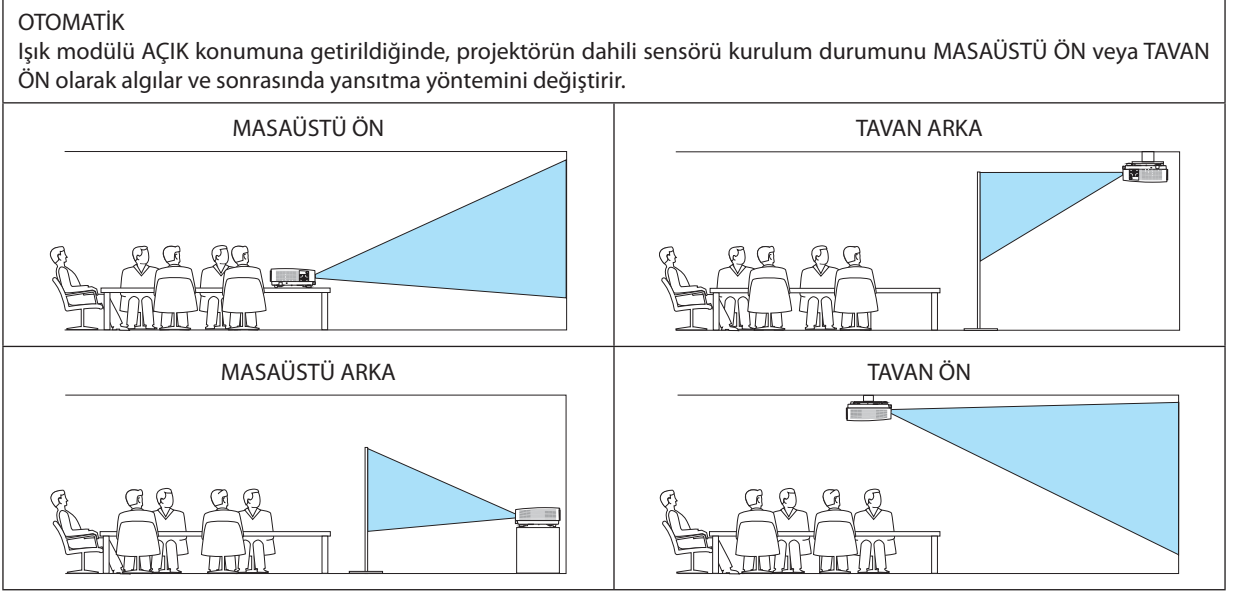 OTOMATİK
Işık modülü AÇIK konumuna getirildiğinde, projektörün dahili sensörü kurulum durumunu MASAÜSTÜ ÖN veya TAVAN
ÖN olarak algılar ve sonrasında yansıtma yöntemini değiştirir.
MASAÜSTÜ ÖN
TAVAN ARKA
MASAÜSTÜ ARKA
TAVAN ÖN